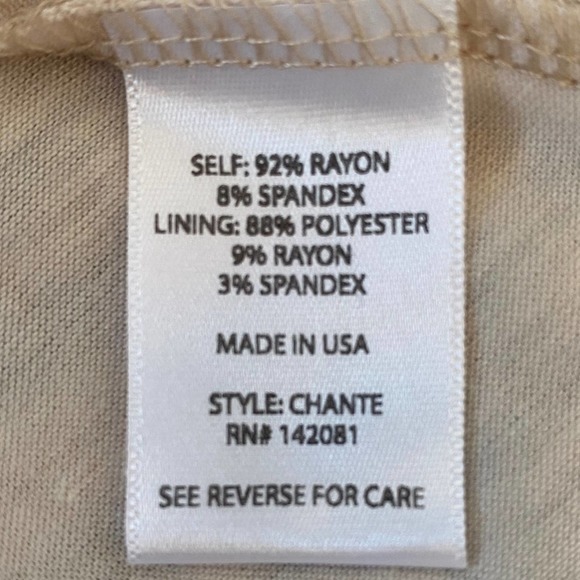 SELF: 92% RAYON
8% SPANDEX
LINING: 88% POLYESTER
9% RAYON
3% SPANDEX
MADE IN USA
STYLE: CHANTE
RN# 142081
SEE REVERSE FOR CARE